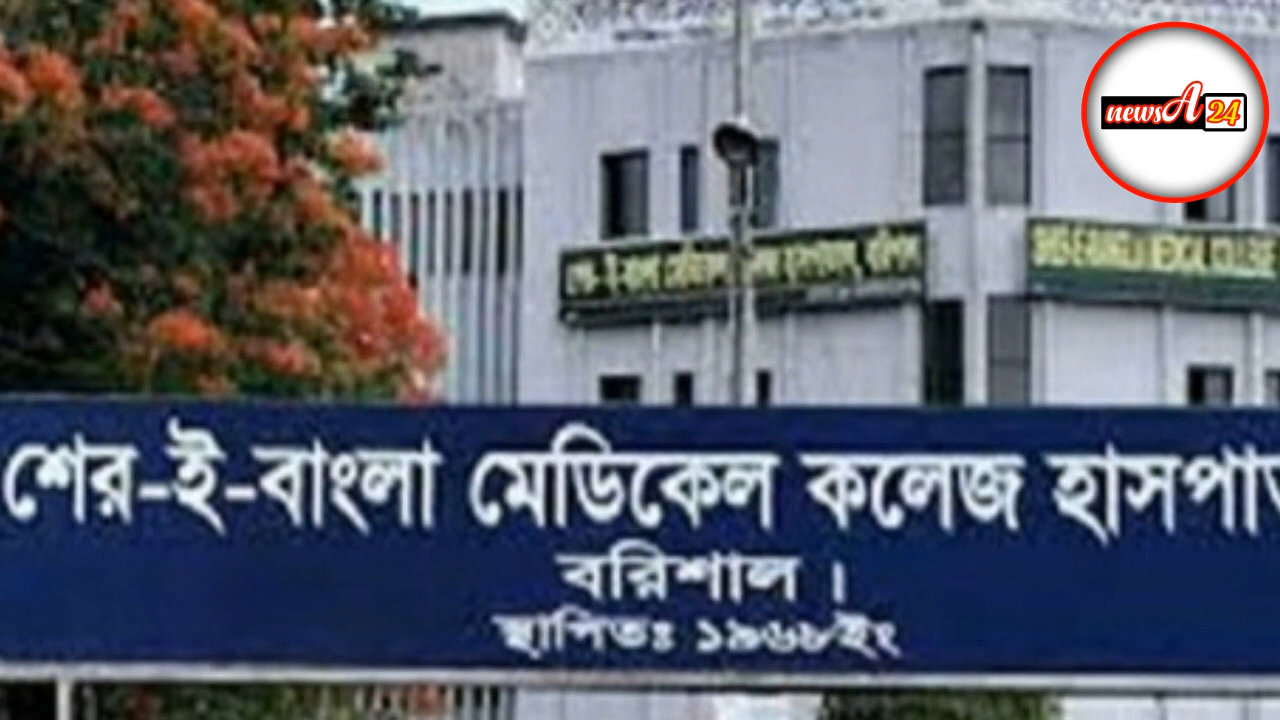 newsA24
শের-ই-বাংলা মেডিকেল কলেজ হাসপাতা
বরিশাল।
স্থাপিতঃ ১৯৬৮ইং